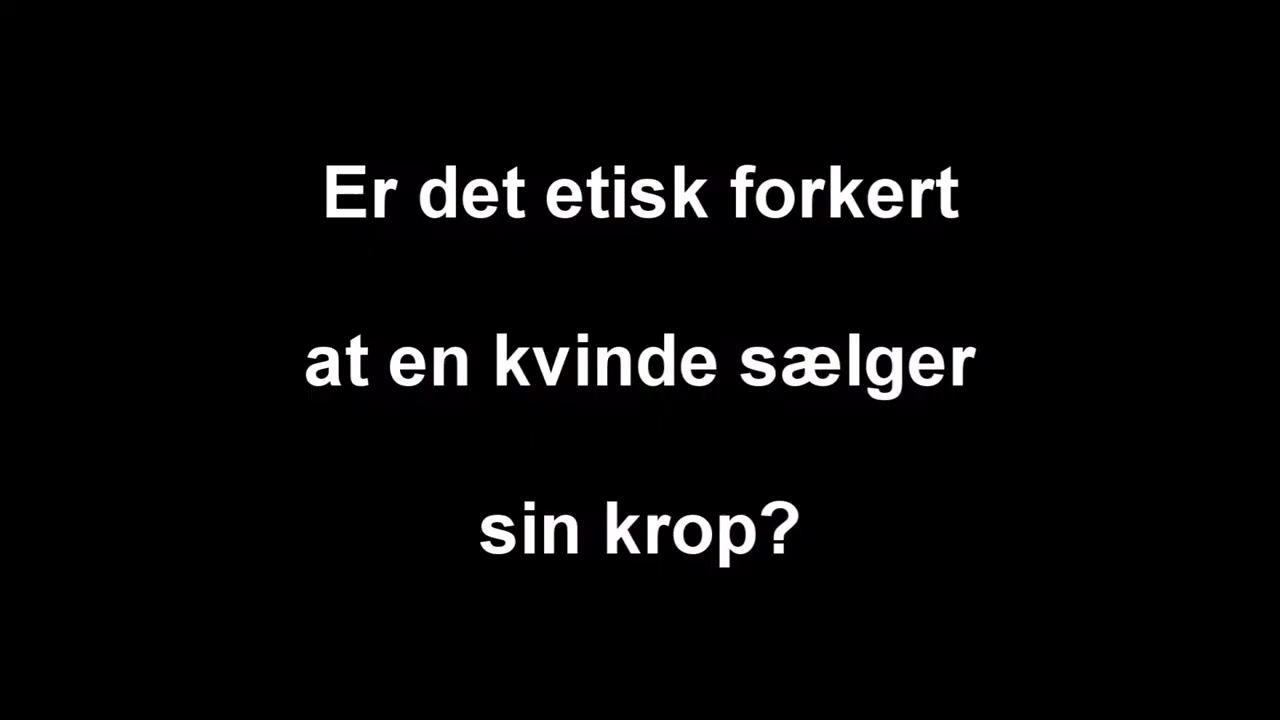 Er det etisk forkert
at en kvinde sælger
sin krop?